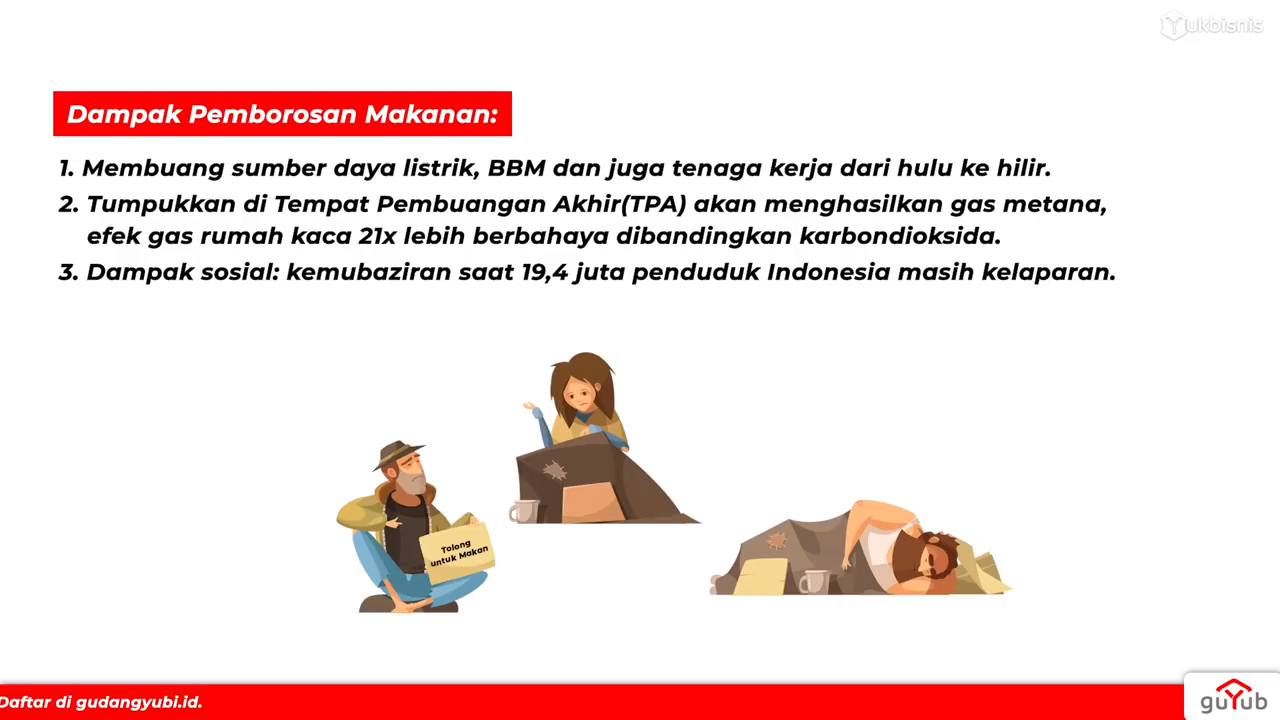 Yukbisnis
Dampak Pemborosan Makanan:
1. Membuang sumber daya listrik, BBM dan juga tenaga kerja dari hulu ke hilir.
2. Tumpukkan di Tempat Pembuangan Akhir(TPA) akan menghasilkan gas metana,
efek gas rumah kaca 21x lebih berbahaya dibandingkan karbondioksida.
3. Dampak sosial: kemubaziran saat 19,4 juta penduduk Indonesia masih kelaparan.
Tolong
untuk Makan
Daftar di gudangyubi.id.
guYub